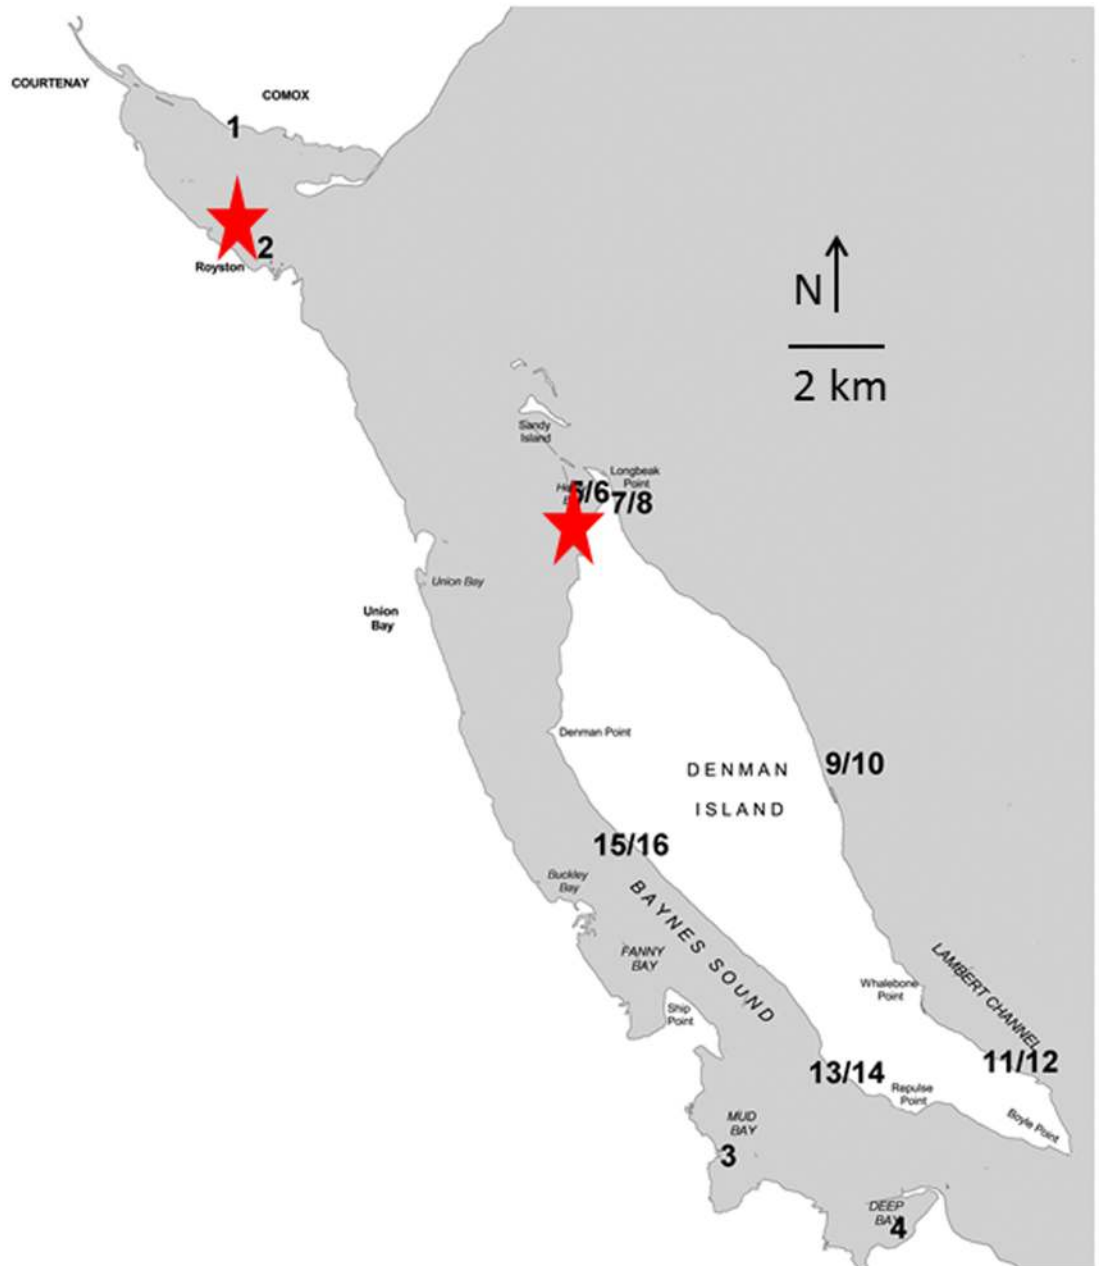 COURTENAY
COMOX
1
2
Royston
N
2 km
Sandy
Island
Longbeak
Point
5/6
7/8
Union Bay
Union
Bay
Denman Point
DENMAN
ISLAND
9/10
15/16
Buckley
Bay
BAYNES SOUND
FANNY
BAY
LAMBERT CHANNEL
Whalebone
Point
Ship
Point
11/12
13/14
Repulse
Point
Boyle Point
MUD
BAY
3
DEEP
BAY
4